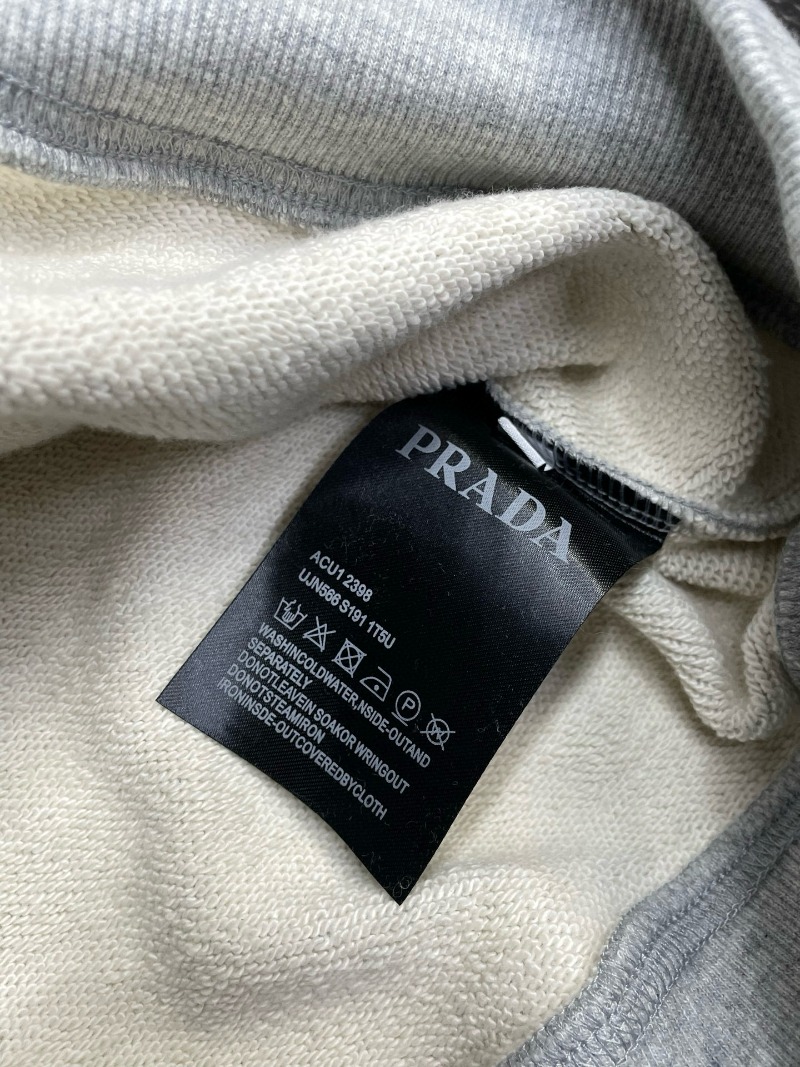 PRADA
ACU1 2398
UJN566 S191 1T5U
WASHINCOLDWATER,NSIDE-OUTAND
SEPARATELY
DONOTLEAVEIN SOAKOR WRINGOUT
DONOTSTEAMIRON
IRONINSDE-OUTCOVEREDBYCLOTH